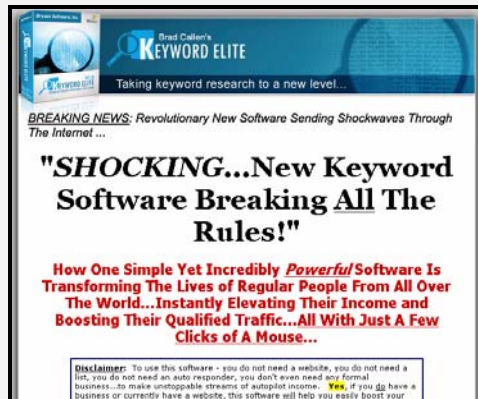 Bryxen Software, Inc.
KEYWORD ELITE
Brad Callen's
KEYWORD ELITE
Taking keyword research to a new level...
BREAKING NEWS: Revolutionary New Software Sending Shockwaves Through
The Internet ...
"SHOCKING...New Keyword
Software Breaking All The
Rules!"
How One Simple Yet Incredibly Powerful Software Is
Transforming The Lives of Regular People From All Over
The World...Instantly Elevating Their Income and
Boosting Their Qualified Traffic...All With Just A Few
Clicks of A Mouse...
Disclaimer: To use this software - you do not need a website, you do not need a
list, you do not need an auto responder, you don't even need any formal
business...to make unstoppable streams of autopilot income. Yes, if you do have a
business or currently have a website, this software will help you easily boost your